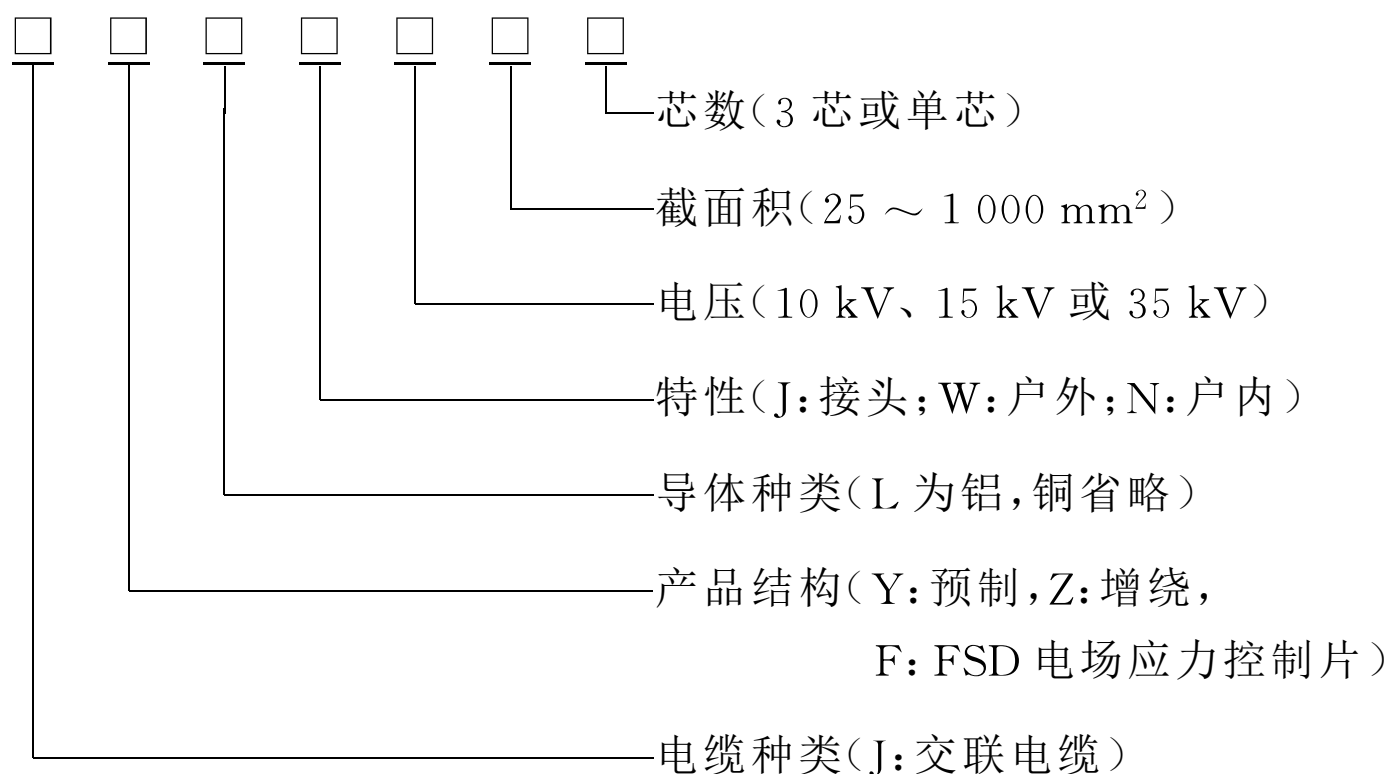 □ □ □ □ □ □ □
芯数(3 芯或单芯)
截面积(25 ~ 1 000 mm²)
电压(10 kV、15 kV 或 35 kV)
特性(J:接头;W:户外;N:户内)
导体种类(L 为铝,铜省略)
产品结构(Y:预制,Z:增绕,
F: FSD 电场应力控制片)
电缆种类(J:交联电缆)